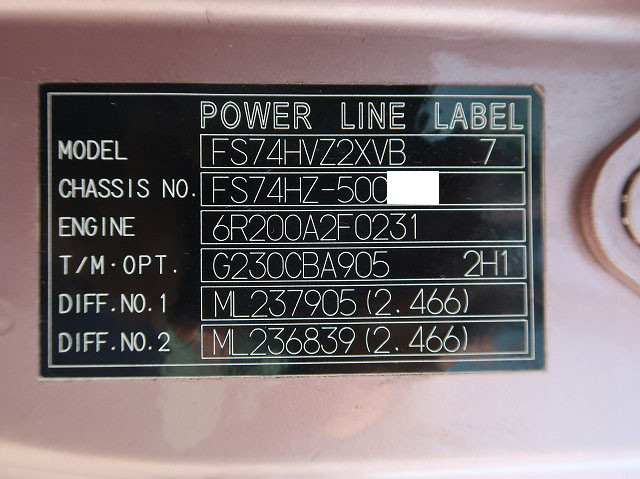 POWER LINE LABEL
MODEL FS74HVZ2XVB 7
CHASSIS NO. FS74HZ-500
ENGINE 6R200A2F0231
T/M·OPT. G230CBA905 2H1
DIFF.NO.1 ML237905(2.466)
DIFF.NO.2 ML236839(2.466)